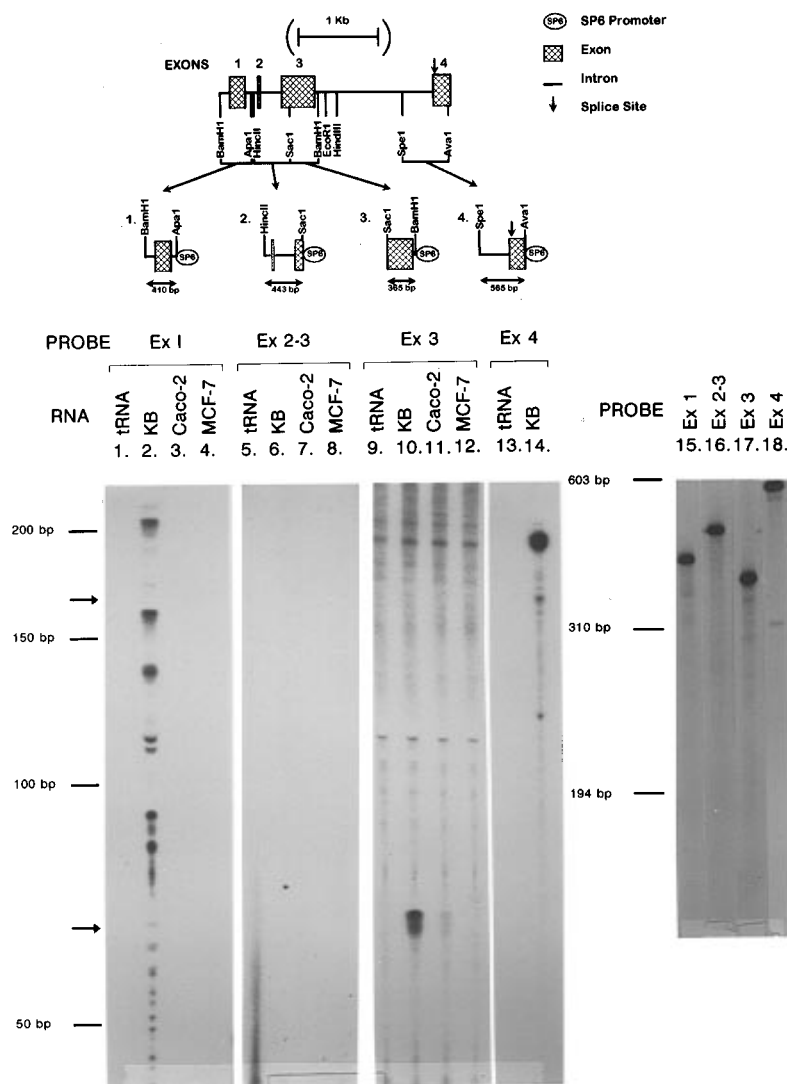 1 Kb
SP6 SP6 Promoter
Exon
Intron
Splice Site
EXONS 1 2 3 4
BamH1 Apa1 HincII Sac1 BamH1 EcoR1 HindIII Spe1 Ava1
1. BamH1 Apa1 SP6 410 bp
2. HincII Sac1 SP6 443 bp
3. Sac1 BamH1 SP6 365 bp
4. Spe1 Ava1 SP6 565 bp
PROBE Ex I Ex 2-3 Ex 3 Ex 4
RNA tRNA KB Caco-2 MCF-7 tRNA KB Caco-2 MCF-7 tRNA KB Caco-2 MCF-7 tRNA KB
1. 2. 3. 4. 5. 6. 7. 8. 9. 10. 11. 12. 13. 14.
PROBE Ex 1 Ex 2-3 Ex 3 Ex 4
15. 16. 17. 18.
603 bp
310 bp
194 bp
200 bp
150 bp
100 bp
50 bp